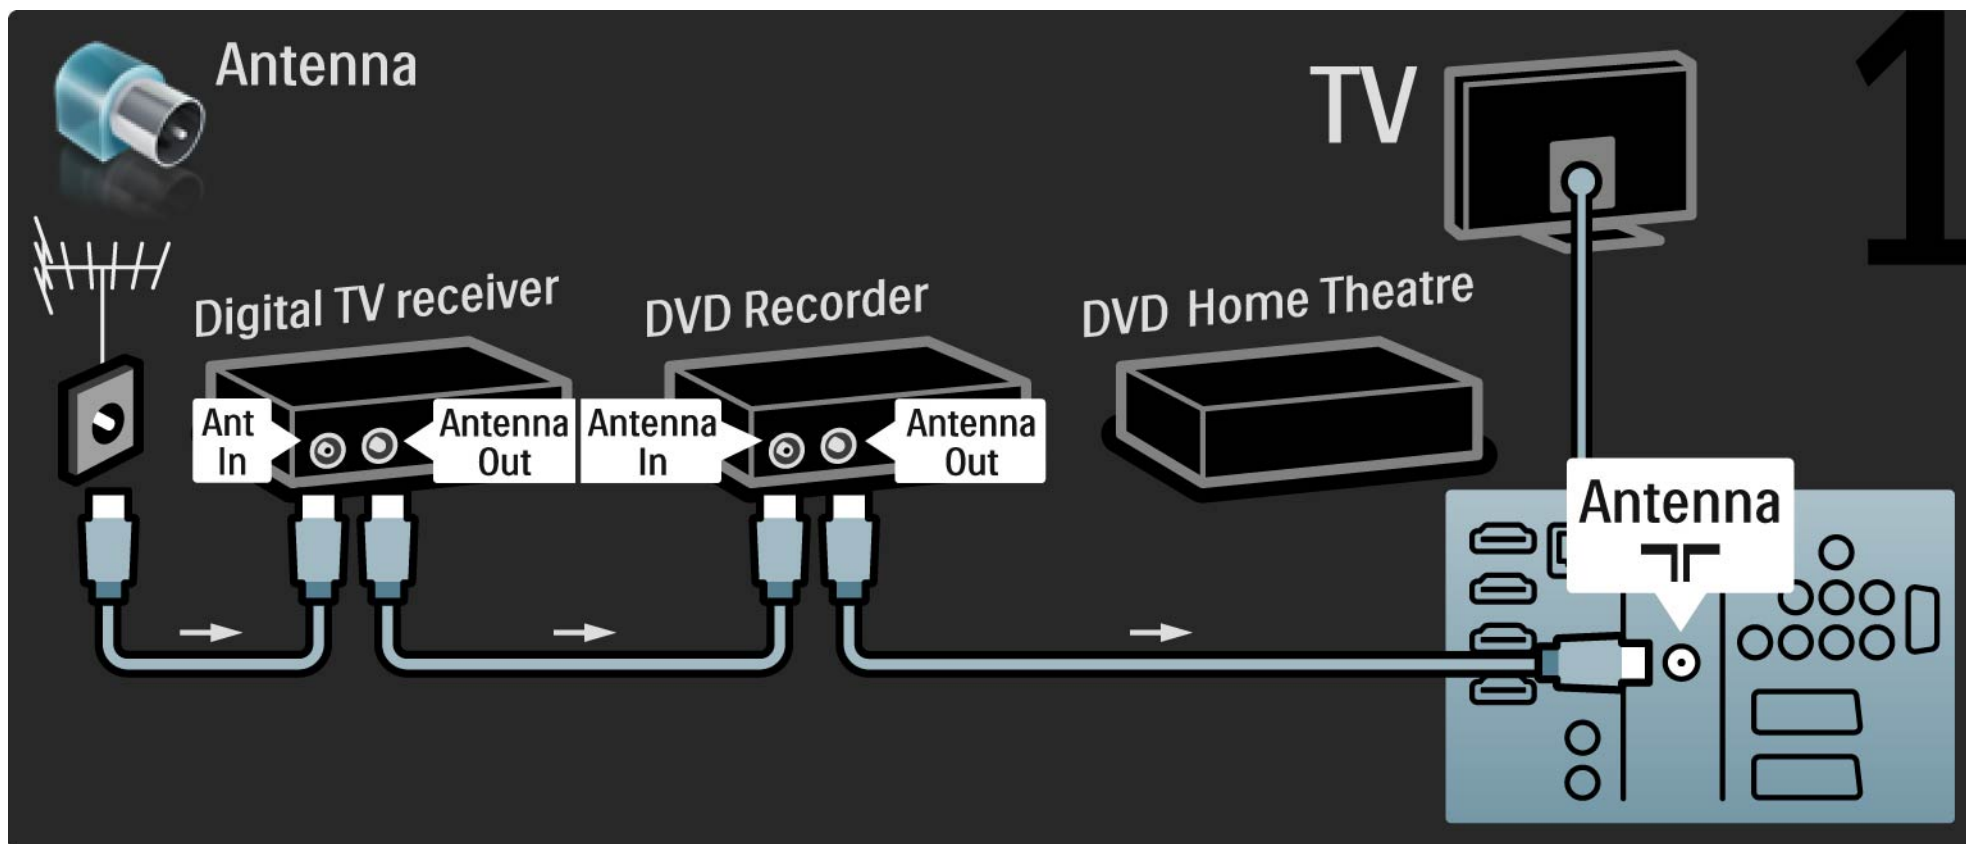 Antenna
TV
1
Digital TV receiver
DVD Recorder
DVD Home Theatre
Ant
In
Antenna
Out
Antenna
In
Antenna
Out
Antenna